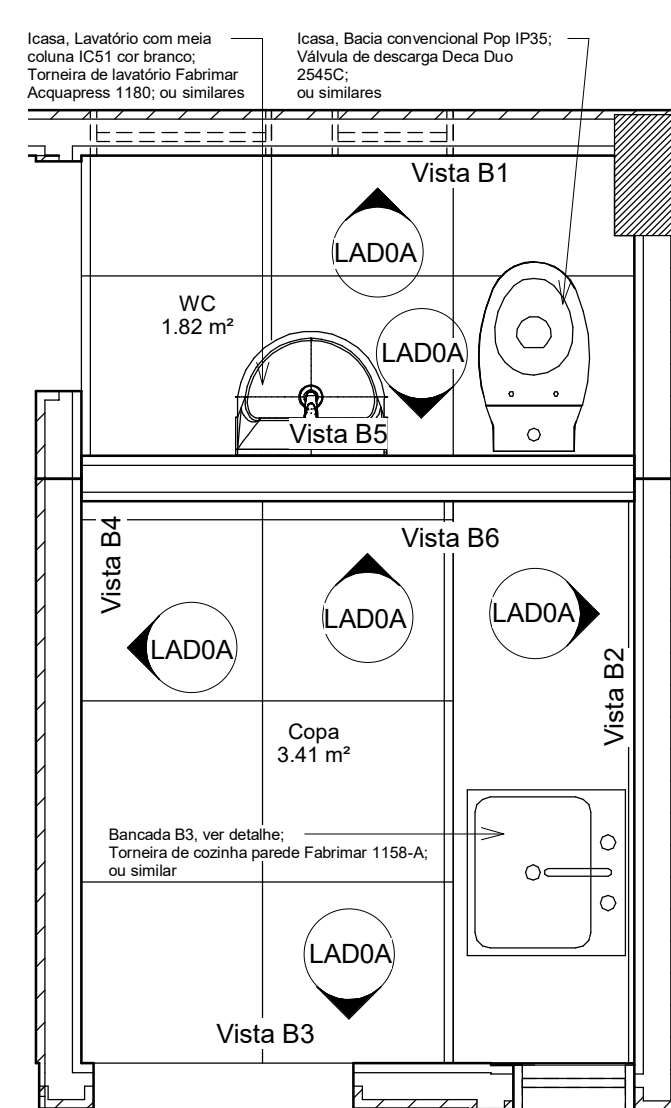 Icasa, Lavatório com meia
coluna IC51 cor branco;
Torneira de lavatório Fabrimar
Acquapress 1180; ou similares
Icasa, Bacia convencional Pop IP35;
Válvula de descarga Deca Duo
2545C;
ou similares
Vista B1
LAD0A
WC
1.82 m²
LAD0A
Vista B5
Vista B4
Vista B6
LAD0A
LAD0A
LAD0A
Vista B2
Copa
3.41 m²
Bancada B3, ver detalhe;
Torneira de cozinha parede Fabrimar 1158-A;
ou similar
LAD0A
Vista B3